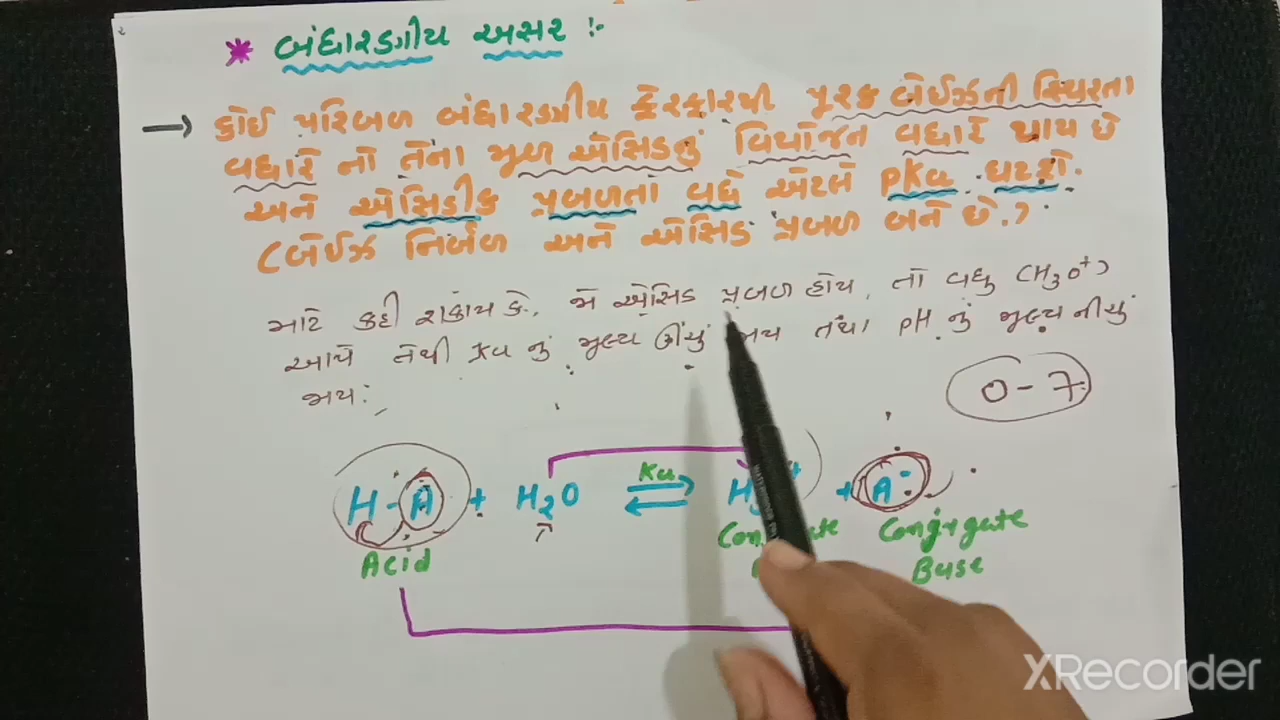 * બંધારણીય અસર :-
→ કોઈ પરિબળ બંધારણીય ફેરફારથી પૂરક બેઈઝની સ્થિરતા
વધારે તો તેના મૂળ એસિડનું વિયોજન વધારે થાય છે
અને એસિડીક પ્રબળતા વધે એટલે pKa ઘટશે.
(બેઈઝ નિર્બળ અને એસિડ પ્રબળ બને છે.)
માટે કહી શકાય કે, જો એસિડ પ્રબળ હોય, તો વધુ (H3O+)
આપે તેથી Ka નું મૂલ્ય ઊંચું તથા pH નું મૂલ્ય નીચું
જાય.
0-7
H-A + H2O ⇌ + A-
Ka
Acid Conjugate
Base
XRecorder